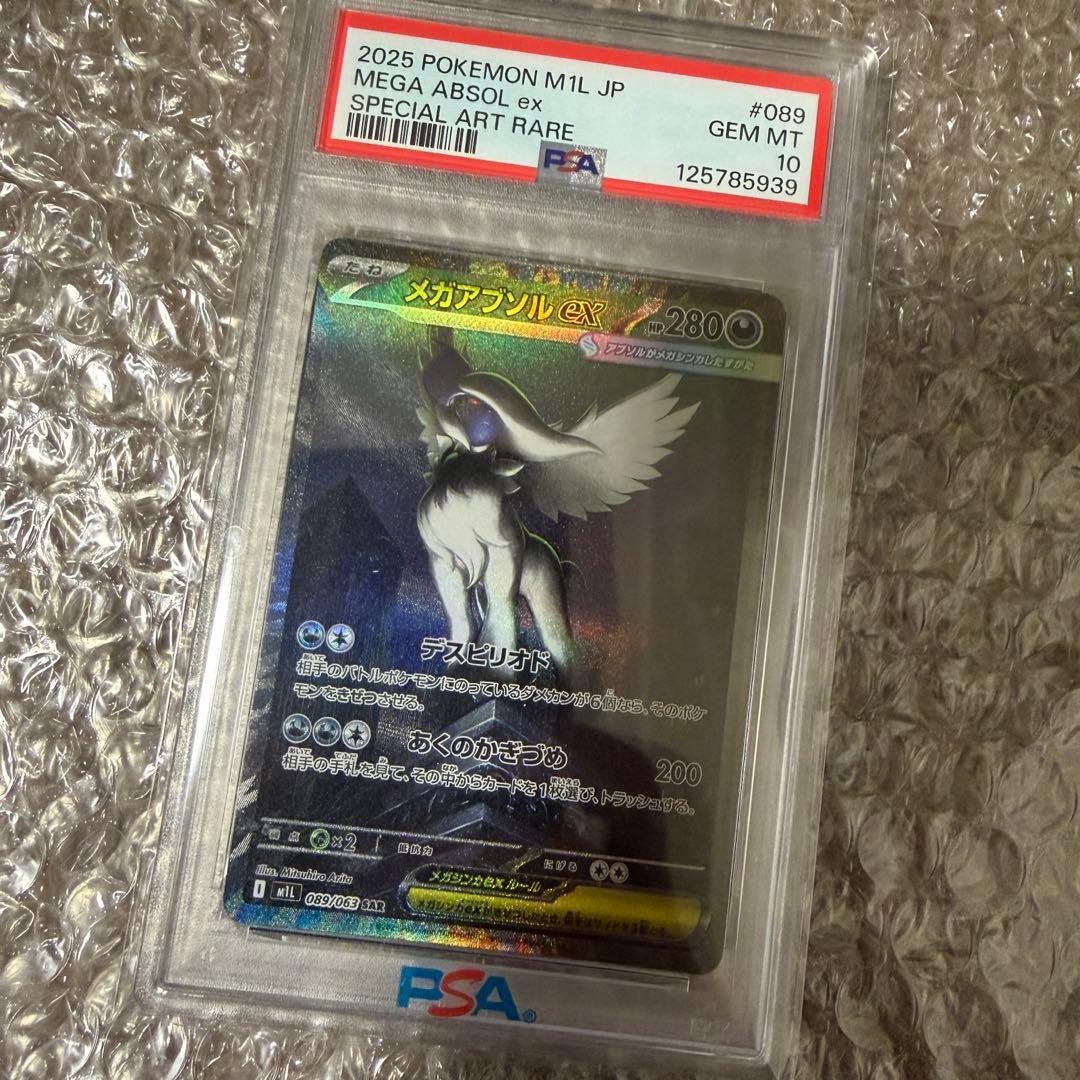 2025 POKEMON M1L JP
#089
MEGA ABSOL ex
GEM MT
SPECIAL ART RARE
10
PSA
125785939
たね
メガアブソルex
HP280
アブソルがメガシンカしたすがた
デスピリオド
相手のバトルポケモンにのっているダメカンが6個なら、そのポケ
モンをきぜつさせる。
あくのかぎづめ
200
相手の手札を見て、その中からカードを1枚選び、トラッシュする。
弱点
×2
抵抗力
にげる
メガシンカexルール
Illus. Mitsuhiro Arita
I M1L 089/063 SAR
PSA®